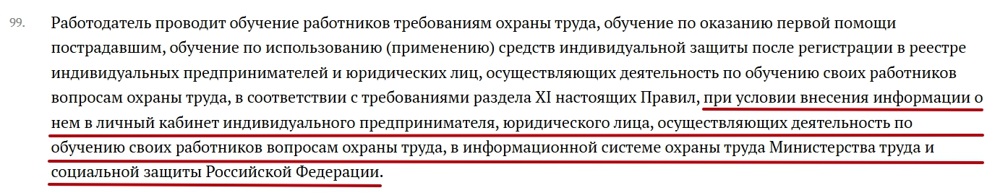 99. Работодатель проводит обучение работников требованиям охраны труда, обучение по оказанию первой помощи
пострадавшим, обучение по использованию (применению) средств индивидуальной защиты после регистрации в реестре
индивидуальных предпринимателей и юридических лиц, осуществляющих деятельность по обучению своих работников
вопросам охраны труда, в соответствии с требованиями раздела XI настоящих Правил, при условии внесения информации о
нем в личный кабинет индивидуального предпринимателя, юридического лица, осуществляющих деятельность по
обучению своих работников вопросам охраны труда, в информационной системе охраны труда Министерства труда и
социальной защиты Российской Федерации.